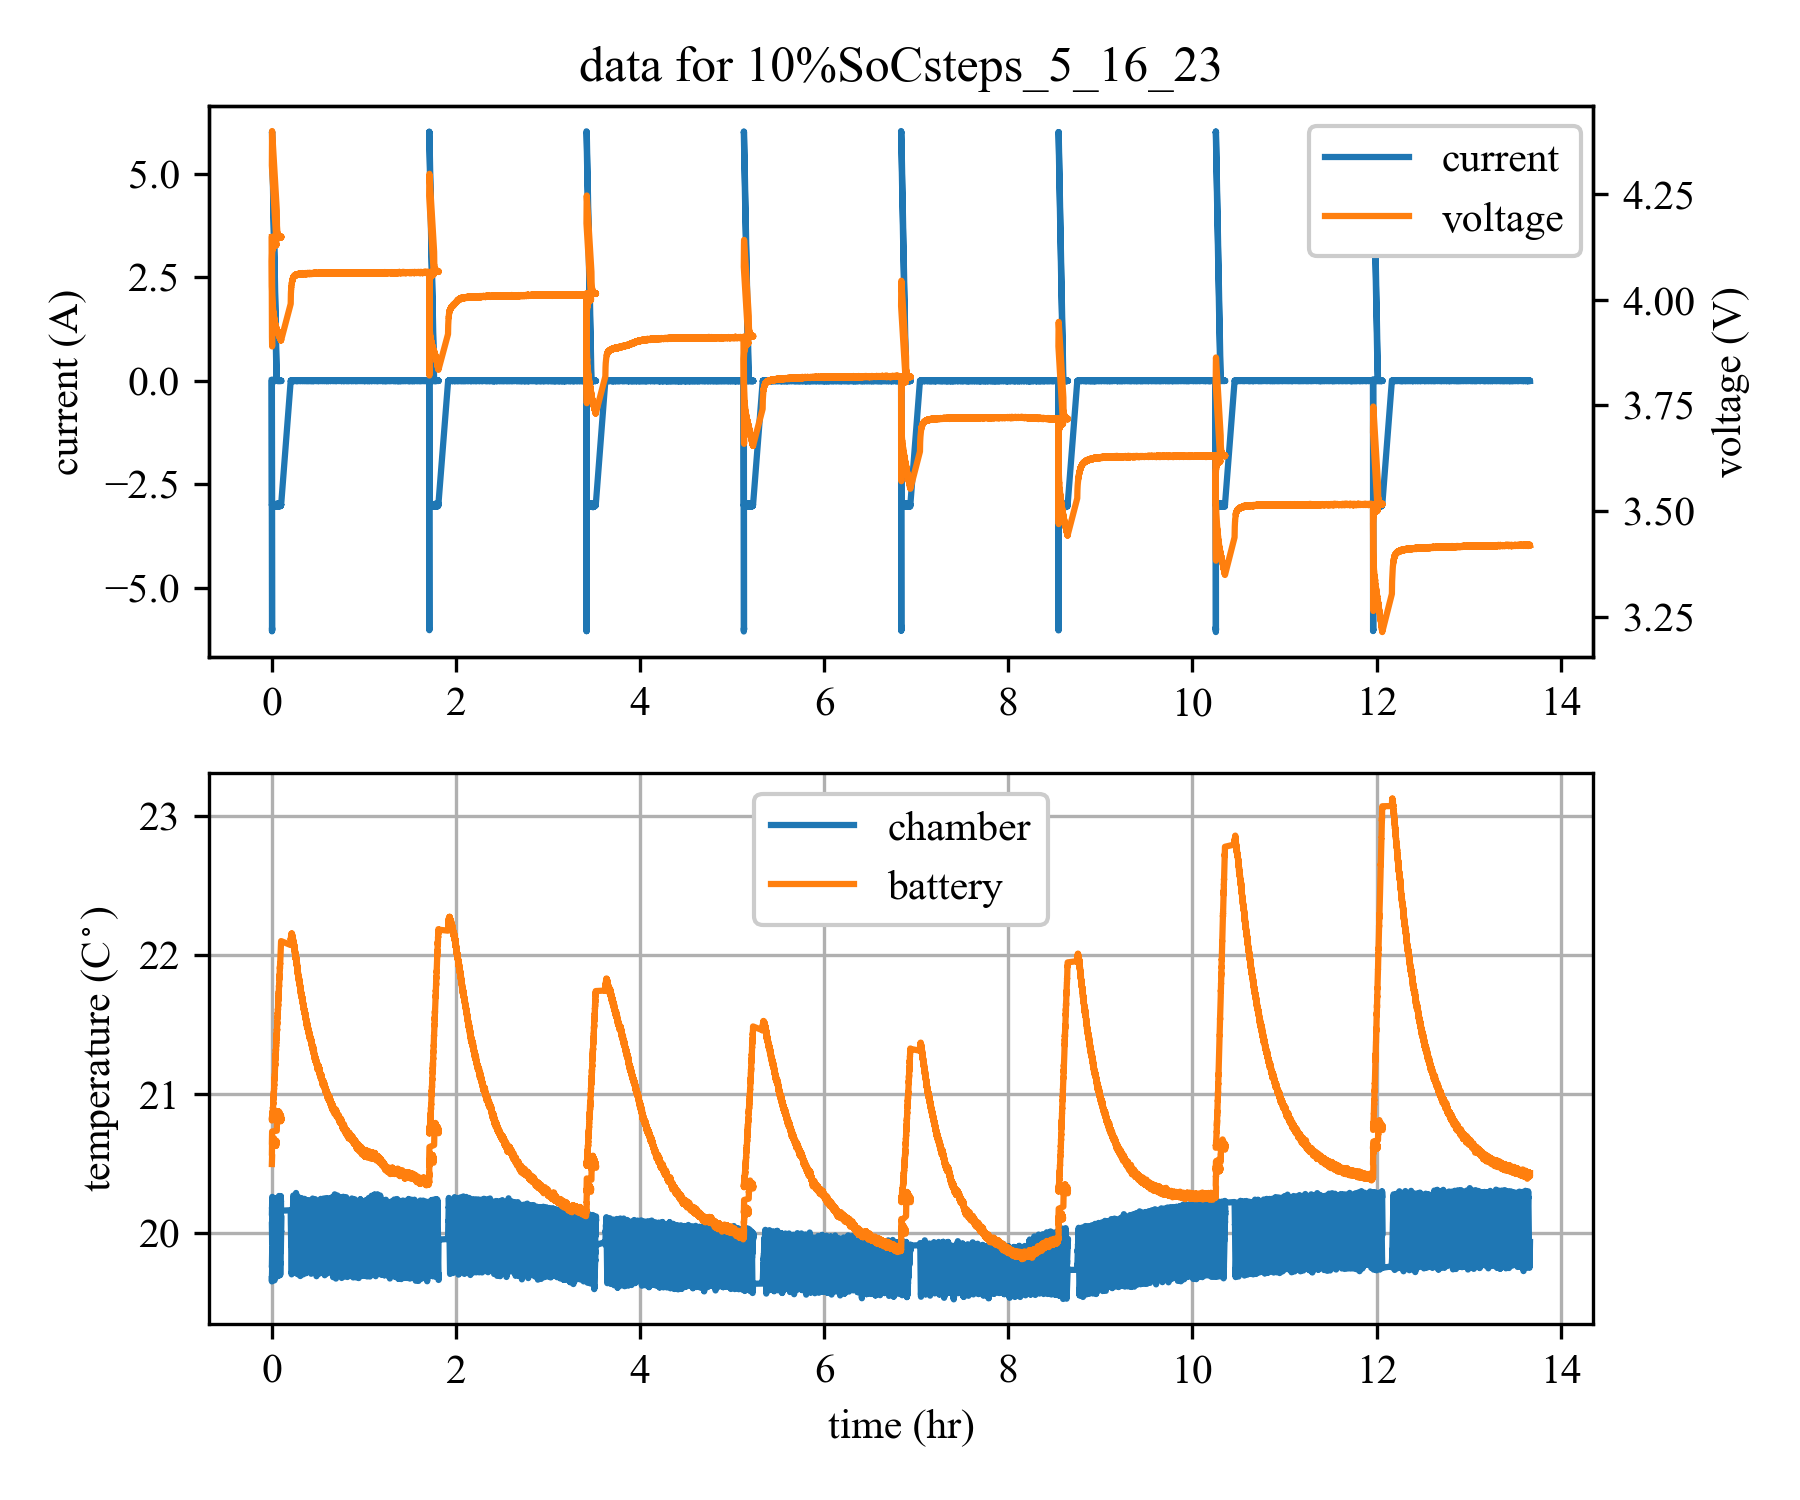 data for 10%SoCsteps_5_16_23
current (A)
5.0
2.5
0.0
−2.5
−5.0
current
voltage
4.25
4.00
3.75
3.50
3.25
voltage (V)
0 2 4 6 8 10 12 14
temperature (C°)
23
22
21
20
chamber
battery
0 2 4 6 8 10 12 14
time (hr)